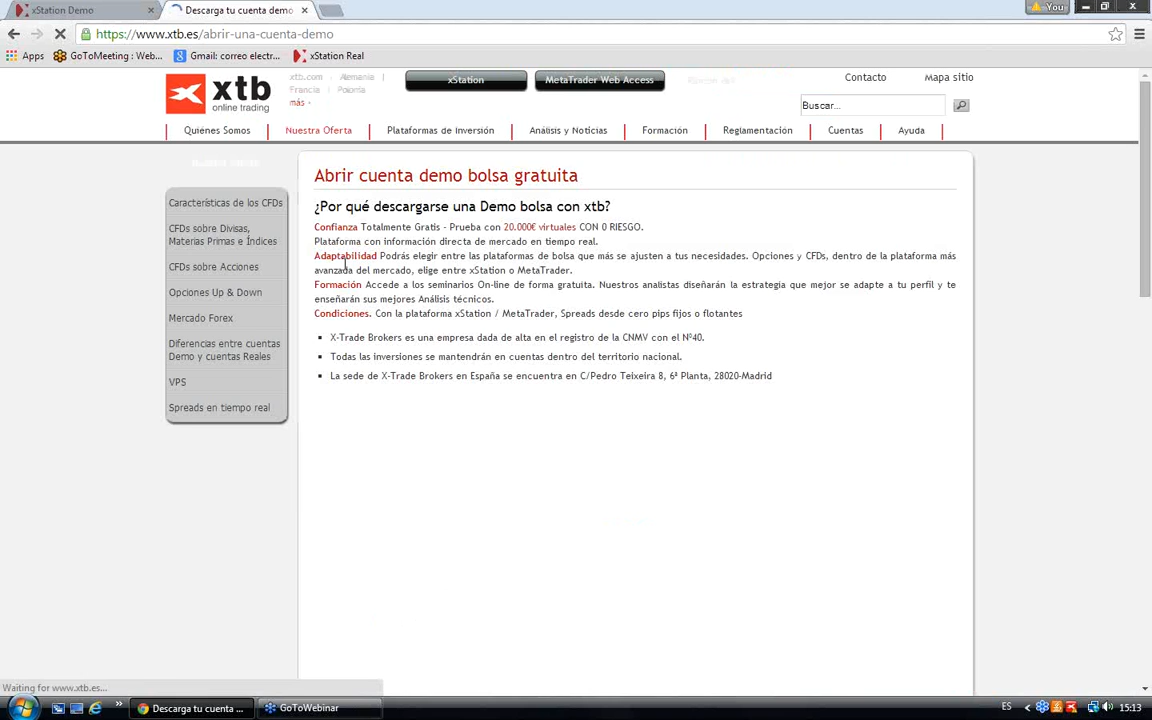 xStation Demo
Descarga tu cuenta demo
You
https://www.xtb.es/abrir-una-cuenta-demo
Apps
GoToMeeting : Web...
Gmail: correo electr...
xStation Real
xtb
online trading
xtb.com
Alemania
Francia
Polonia
más
xStation
MetaTrader Web Access
Contacto
Mapa sitio
Buscar...
Quiénes Somos
Nuestra Oferta
Plataformas de Inversión
Análisis y Noticias
Formación
Reglamentación
Cuentas
Ayuda
Nuestra Oferta
Características de los CFDs
CFDs sobre Divisas,
Materias Primas e Índices
CFDs sobre Acciones
Opciones Up & Down
Mercado Forex
Diferencias entre cuentas
Demo y cuentas Reales
VPS
Spreads en tiempo real
Abrir cuenta demo bolsa gratuita
¿Por qué descargarse una Demo bolsa con xtb?
Confianza Totalmente Gratis - Prueba con 20.000€ virtuales CON 0 RIESGO.
Plataforma con información directa de mercado en tiempo real.
Adaptabilidad Podrás elegir entre las plataformas de bolsa que más se ajusten a tus necesidades. Opciones y CFDs, dentro de la plataforma más
avanzada del mercado, elige entre xStation o MetaTrader.
Formación Accede a los seminarios On-line de forma gratuita. Nuestros analistas diseñarán la estrategia que mejor se adapte a tu perfil y te
enseñarán sus mejores Análisis técnicos.
Condiciones. Con la plataforma xStation / MetaTrader, Spreads desde cero pips fijos o flotantes
X-Trade Brokers es una empresa dada de alta en el registro de la CNMV con el Nº40.
Todas las inversiones se mantendrán en cuentas dentro del territorio nacional.
La sede de X-Trade Brokers en España se encuentra en C/Pedro Teixeira 8, 6ª Planta, 28020-Madrid
Waiting for www.xtb.es...
Descarga tu cuenta ...
GoToWebinar
ES
15:13